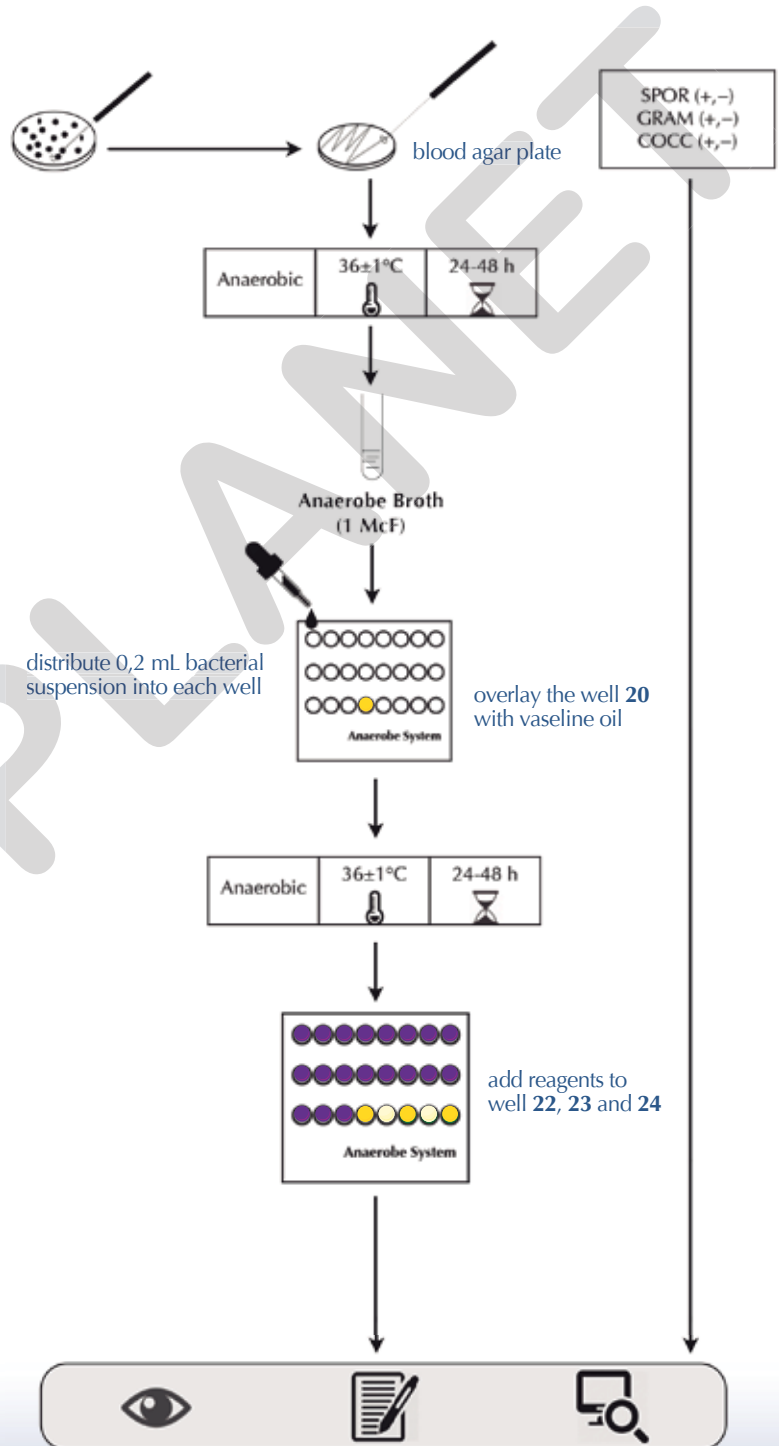 SPOR (+,–)
GRAM (+,–)
COCC (+,–)
blood agar plate
Anaerobic
36±1°C
24-48 h
Anaerobe Broth
(1 McF)
distribute 0,2 mL bacterial
suspension into each well
overlay the well 20
with vaseline oil
Anaerobe System
Anaerobic
36±1°C
24-48 h
add reagents to
well 22, 23 and 24
Anaerobe System
PLANET